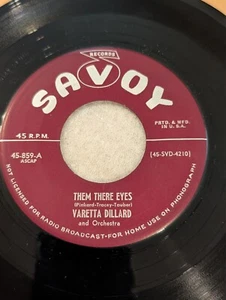 RECORDS
SAVOY
PAT'D. & MFG.
IN U.S.A.
45 R.P.M.
45-859-A
ASCAP
(45-SVD-4210)
THEM THERE EYES
(Pinkard-Tracey-Tauber)
VARETTA DILLARD
and Orchestra
NOT LICENSED FOR RADIO BROADCAST-FOR HOME USE ON PHONOGRAPH